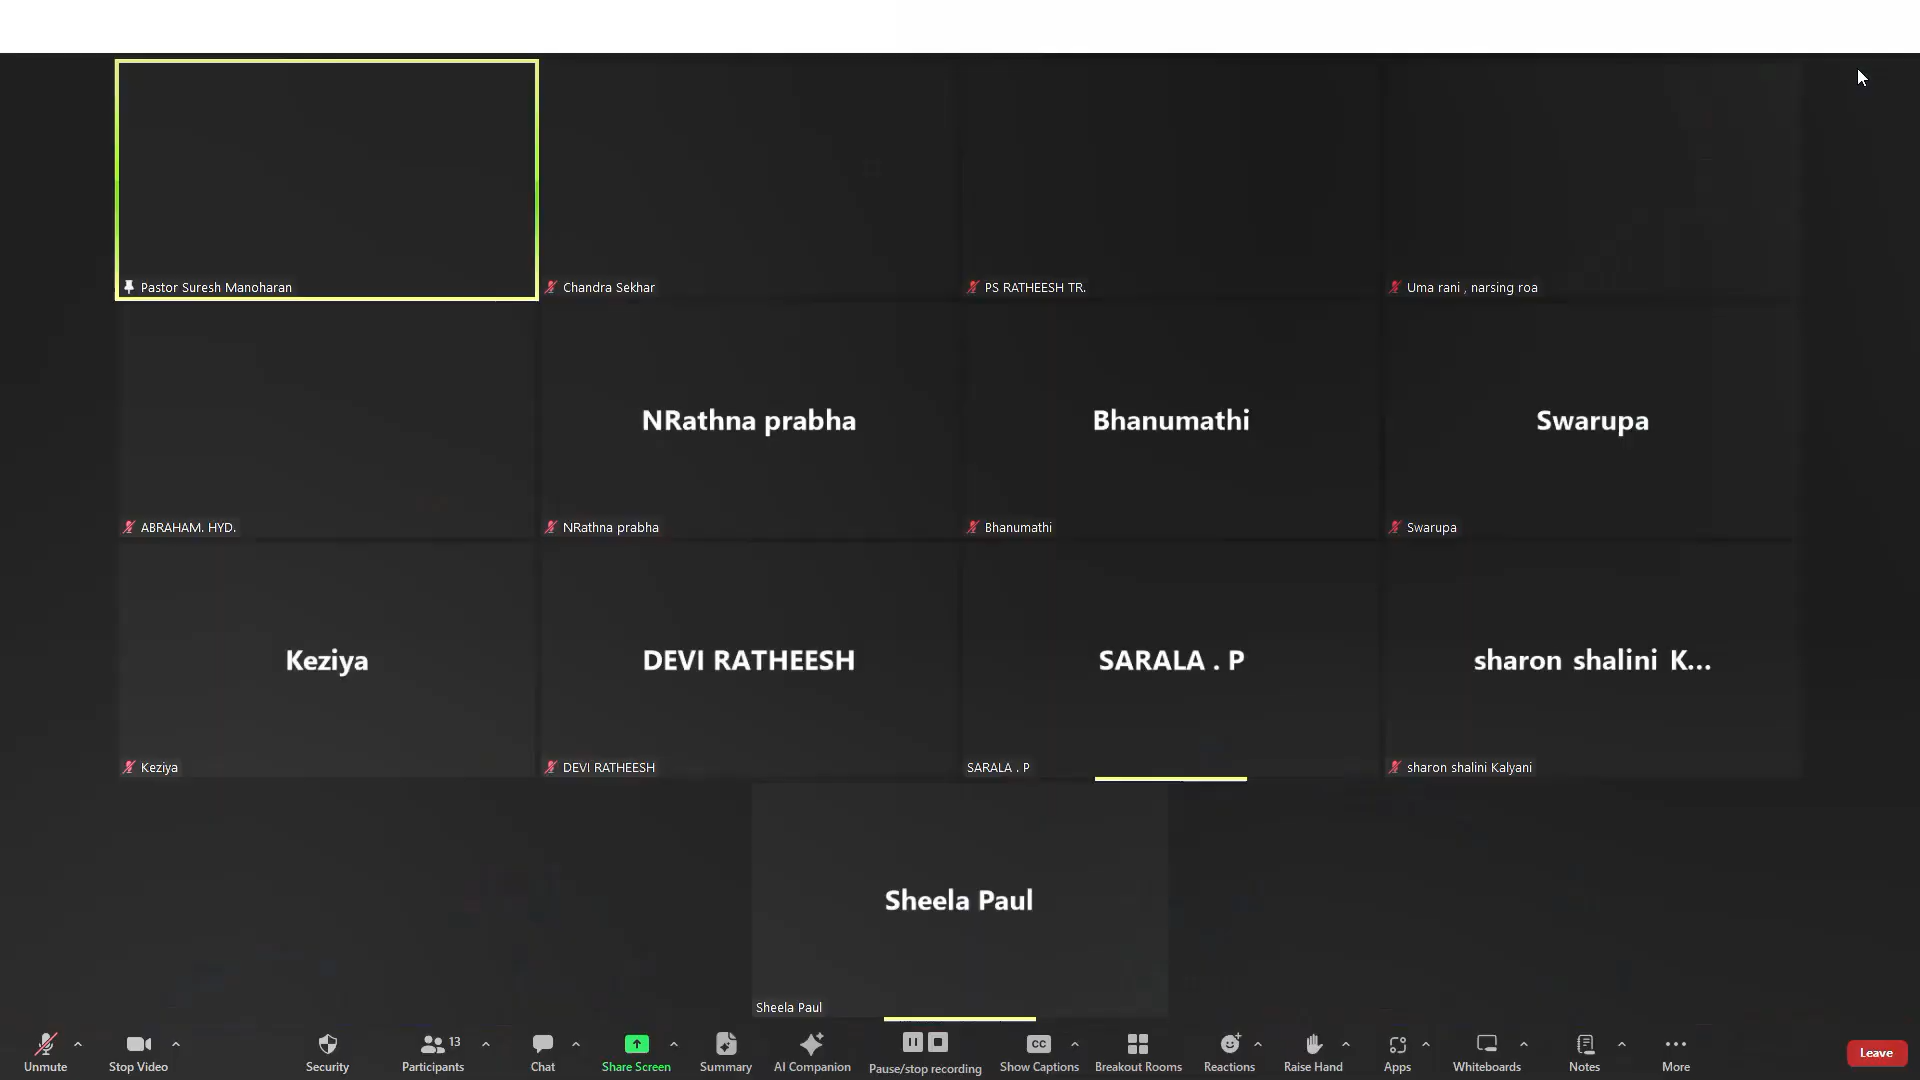 Pastor Suresh Manoharan
Chandra Sekhar
PS RATHEESH TR.
Uma rani , narsing roa
NRathna prabha
Bhanumathi
Swarupa
ABRAHAM. HYD.
NRathna prabha
Bhanumathi
Swarupa
Keziya
DEVI RATHEESH
SARALA . P
sharon shalini K...
Keziya
DEVI RATHEESH
SARALA . P
sharon shalini Kalyani
Sheela Paul
Sheela Paul
13
CC
Unmute
Stop Video
Security
Participants
Chat
Share Screen
Summary
AI Companion
Pause/stop recording
Show Captions
Breakout Rooms
Reactions
Raise Hand
Apps
Whiteboards
Notes
More
Leave